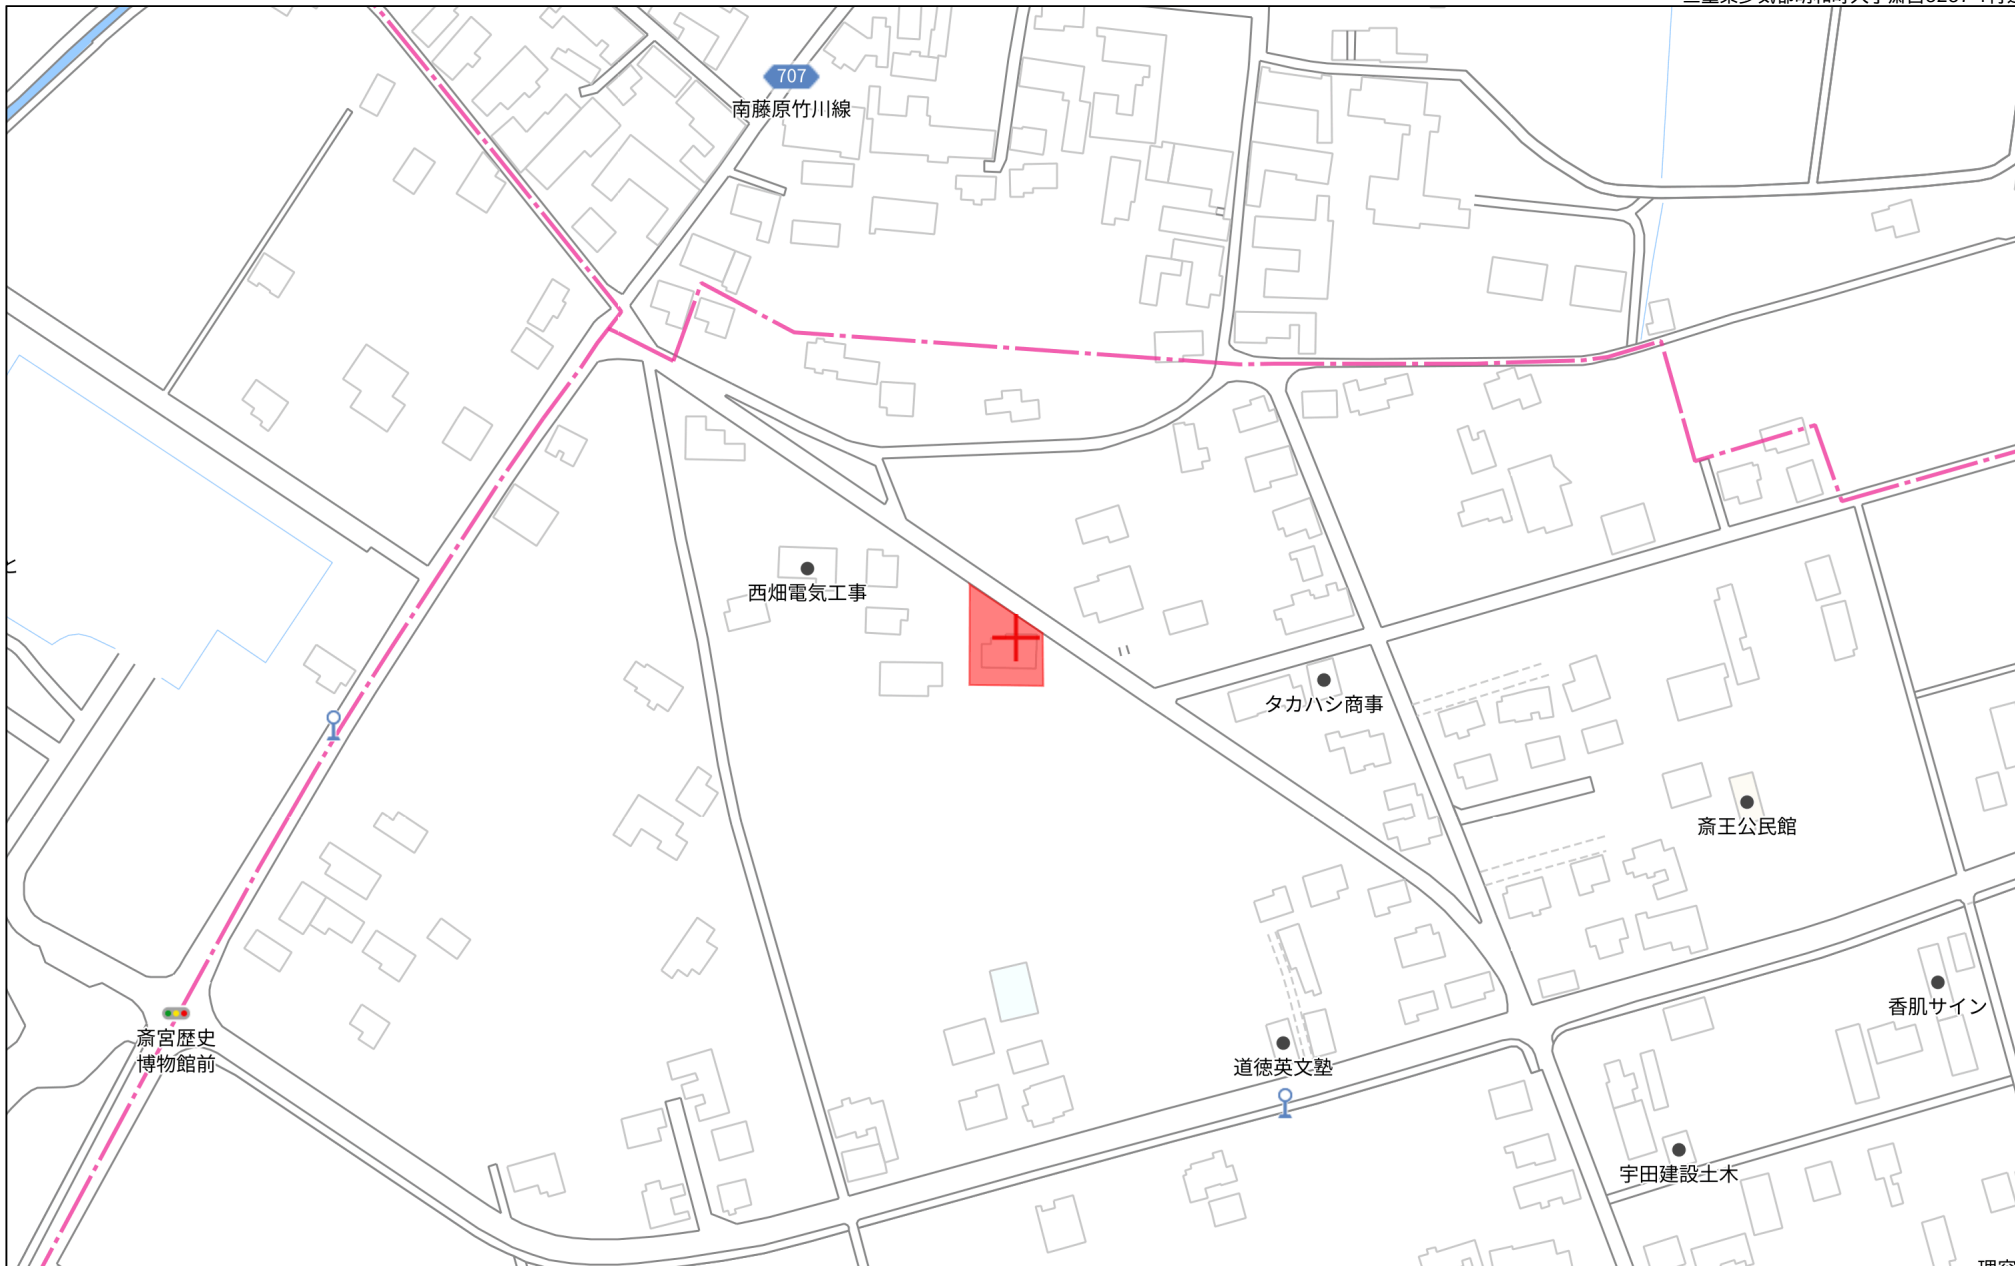 707
南藤原竹川線
西畑電気工事
タカハシ商事
斎王公民館
香肌サイン
斎宮歴史
博物館前
道徳英文塾
宇田建設土木